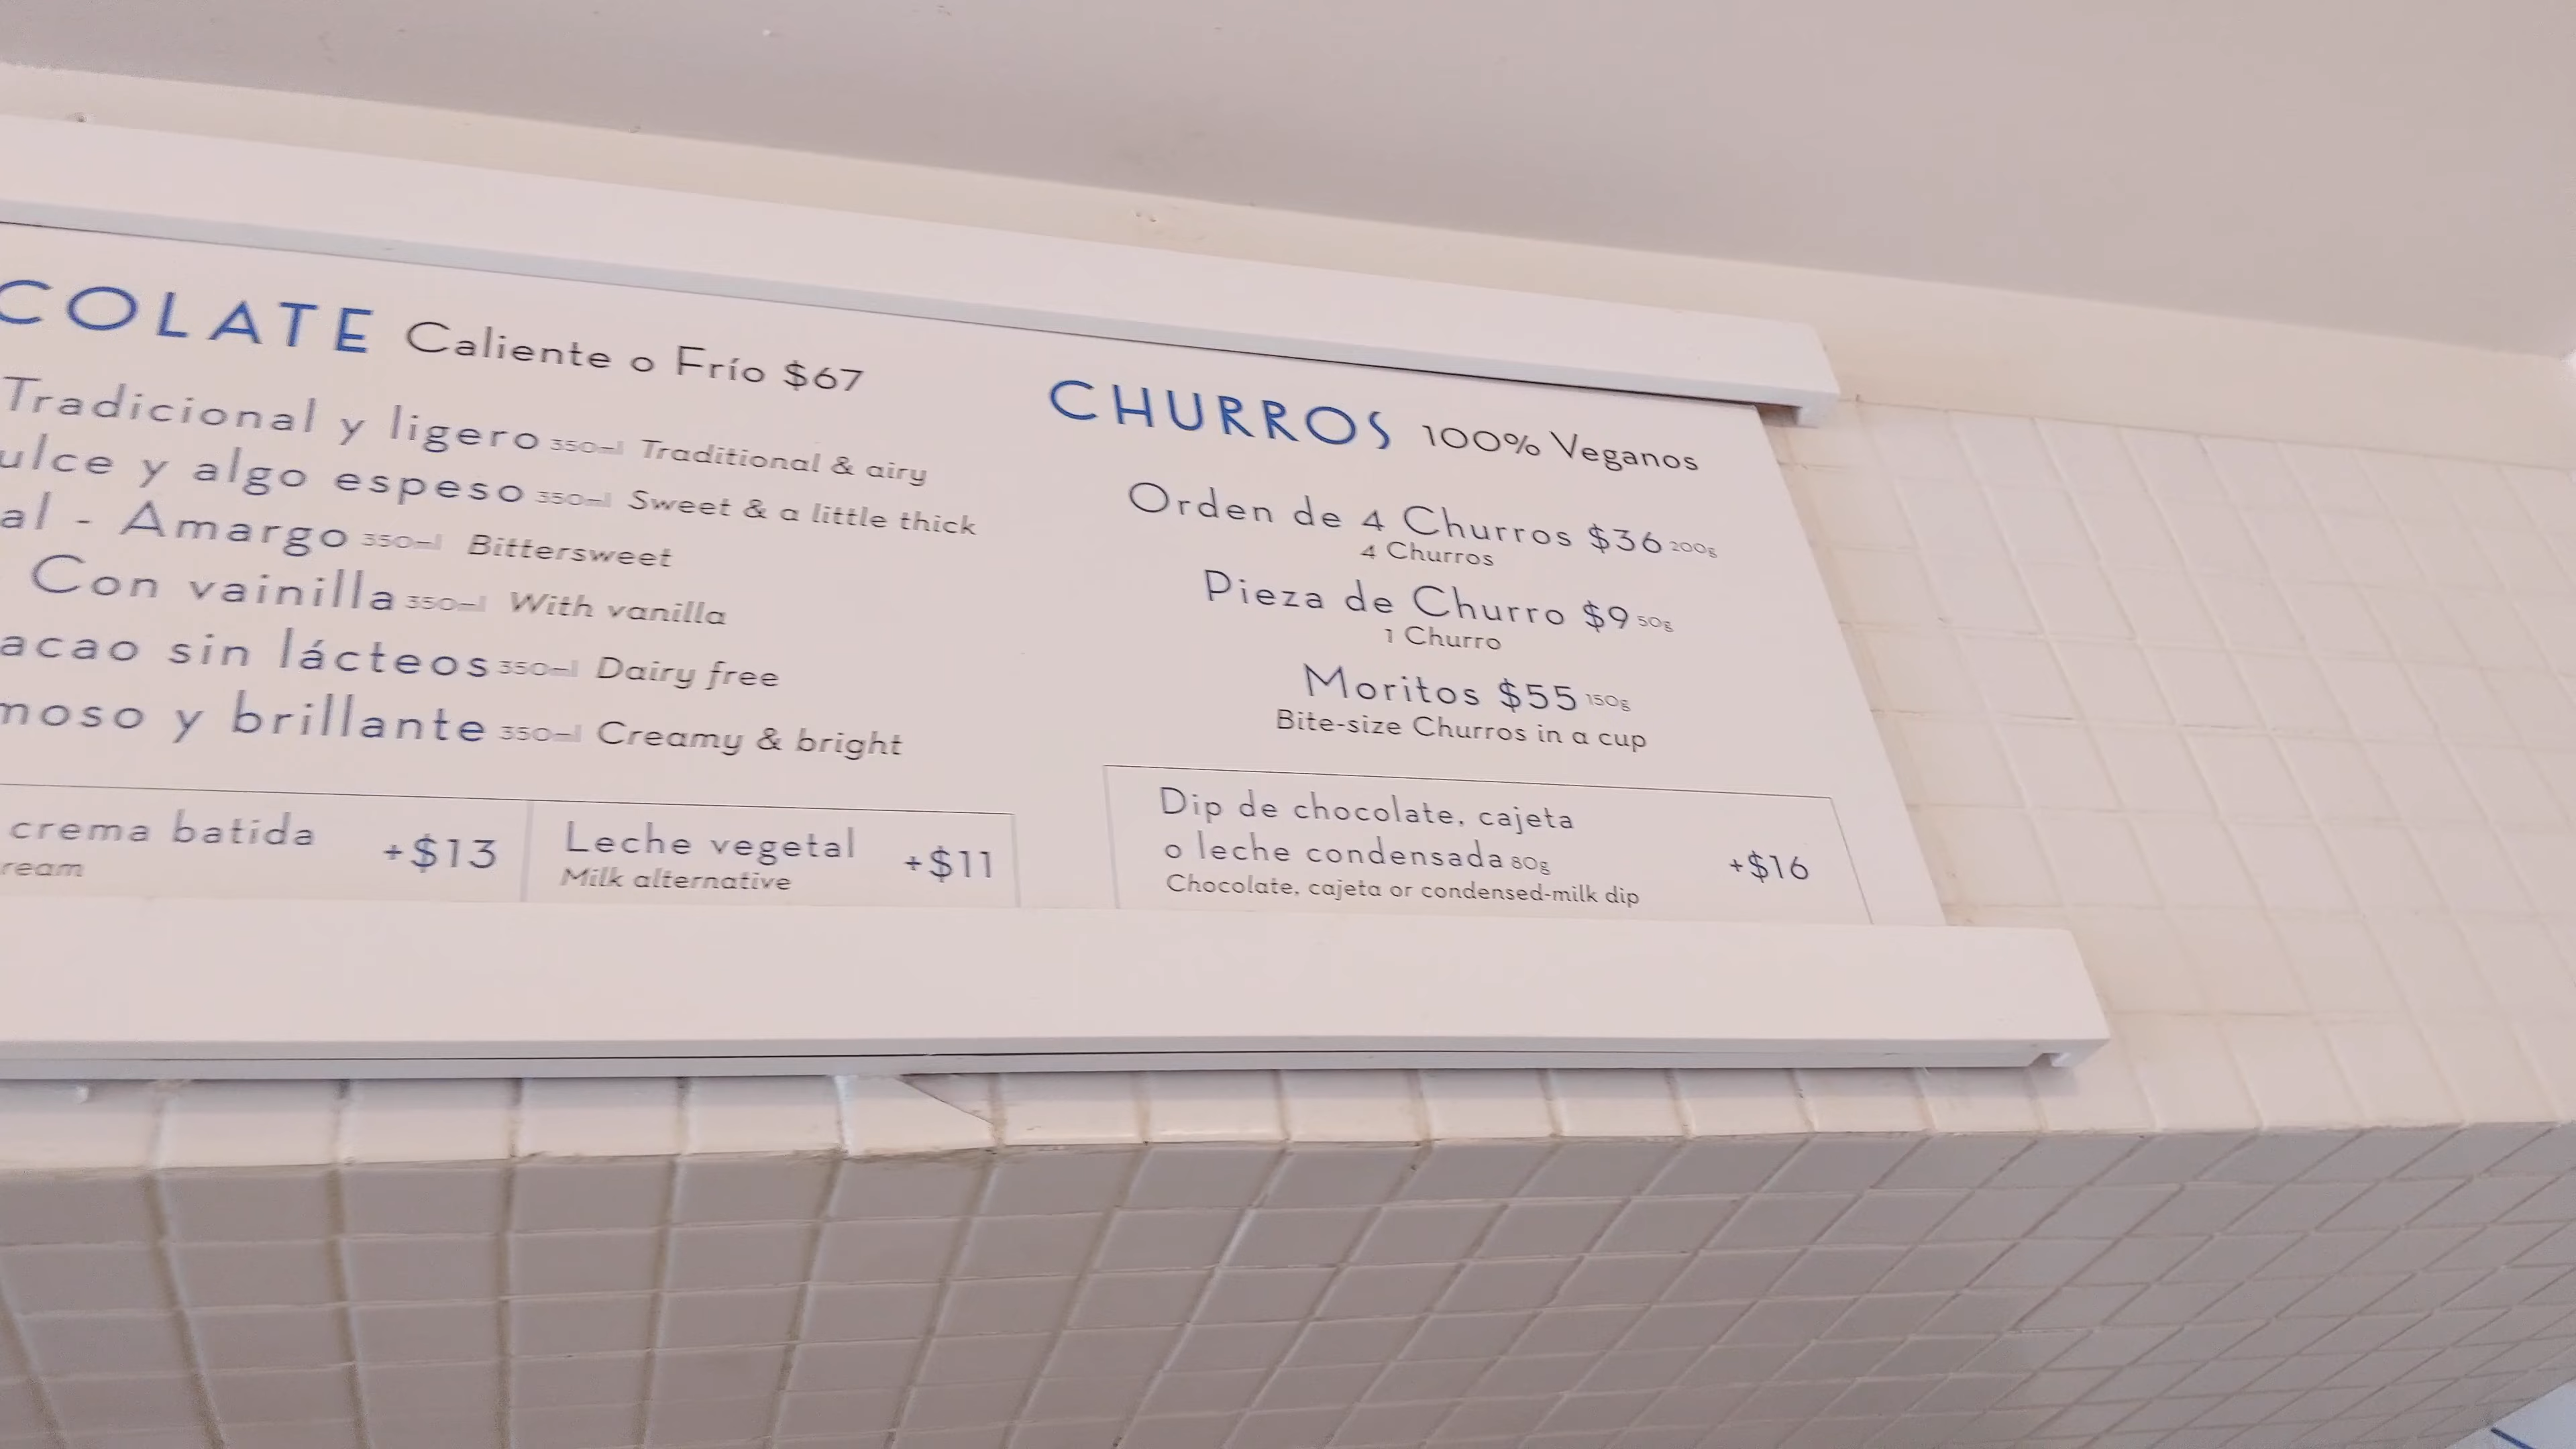 COLATE Caliente o Frío $67
Tradicional y ligero 350ml Traditional & airy
ulce y algo espeso 350ml Sweet & a little thick
al - Amargo 350ml Bittersweet
Con vainilla 350ml With vanilla
acao sin lácteos 350ml Dairy free
moso y brillante 350ml Creamy & bright
crema batida +$13
ream
Leche vegetal +$11
Milk alternative
CHURROS 100% Veganos
Orden de 4 Churros $36 200g
4 Churros
Pieza de Churro $9 50g
1 Churro
Moritos $55 150g
Bite-size Churros in a cup
Dip de chocolate, cajeta
o leche condensada 80g +$16
Chocolate, cajeta or condensed-milk dip